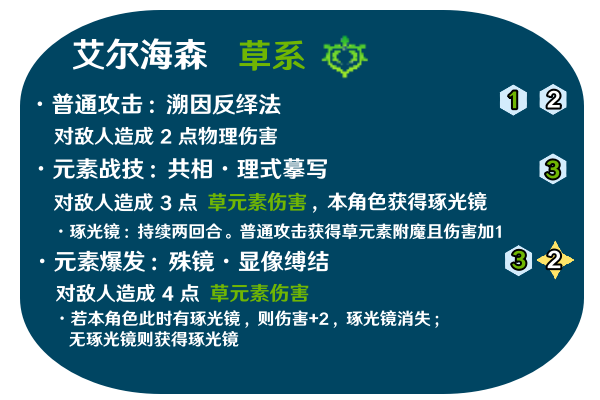 艾尔海森 草系
·普通攻击：溯因反绎法 1 2
对敌人造成 2 点物理伤害
·元素战技：共相·理式摹写 3
对敌人造成 3 点 草元素伤害，本角色获得琢光镜
·琢光镜：持续两回合。普通攻击获得草元素附魔且伤害加1
·元素爆发：殊镜·显像缚结 3 2
对敌人造成 4 点 草元素伤害
·若本角色此时有琢光镜，则伤害+2，琢光镜消失；
无琢光镜则获得琢光镜